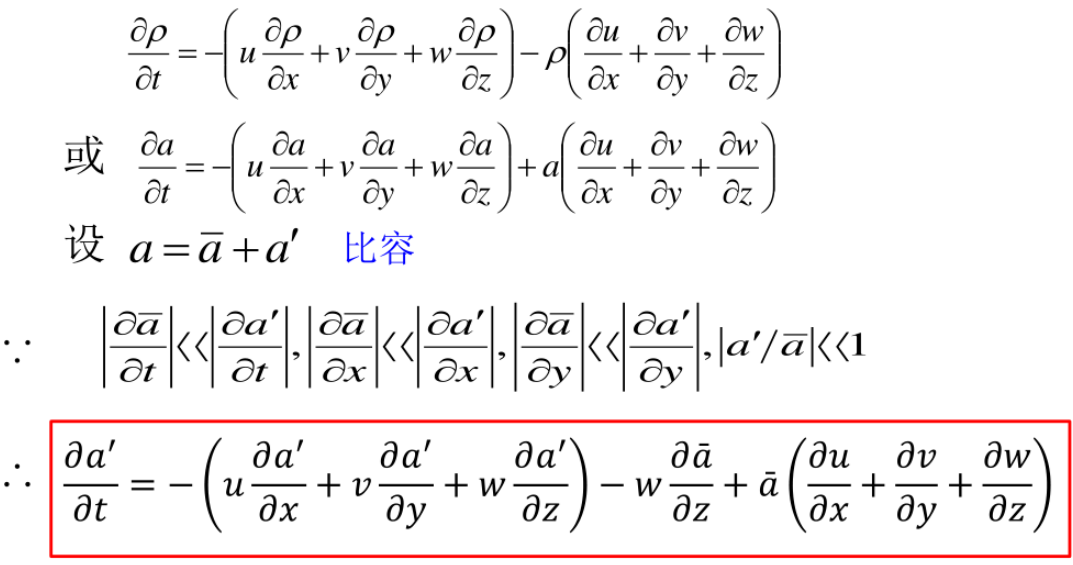 ∂ρ/∂t = −(u ∂ρ/∂x + v ∂ρ/∂y + w ∂ρ/∂z) − ρ(∂u/∂x + ∂v/∂y + ∂w/∂z)
或 ∂a/∂t = −(u ∂a/∂x + v ∂a/∂y + w ∂a/∂z) + a(∂u/∂x + ∂v/∂y + ∂w/∂z)
设 a = a̅ + a′ 比容
∵ |∂a̅/∂t|<<|∂a′/∂t|, |∂a̅/∂x|<<|∂a′/∂x|, |∂a̅/∂y|<<|∂a′/∂y|, |a′/a̅|<<1
∴ ∂a′/∂t = −(u ∂a′/∂x + v ∂a′/∂y + w ∂a′/∂z) − w ∂a̅/∂z + a̅(∂u/∂x + ∂v/∂y + ∂w/∂z)